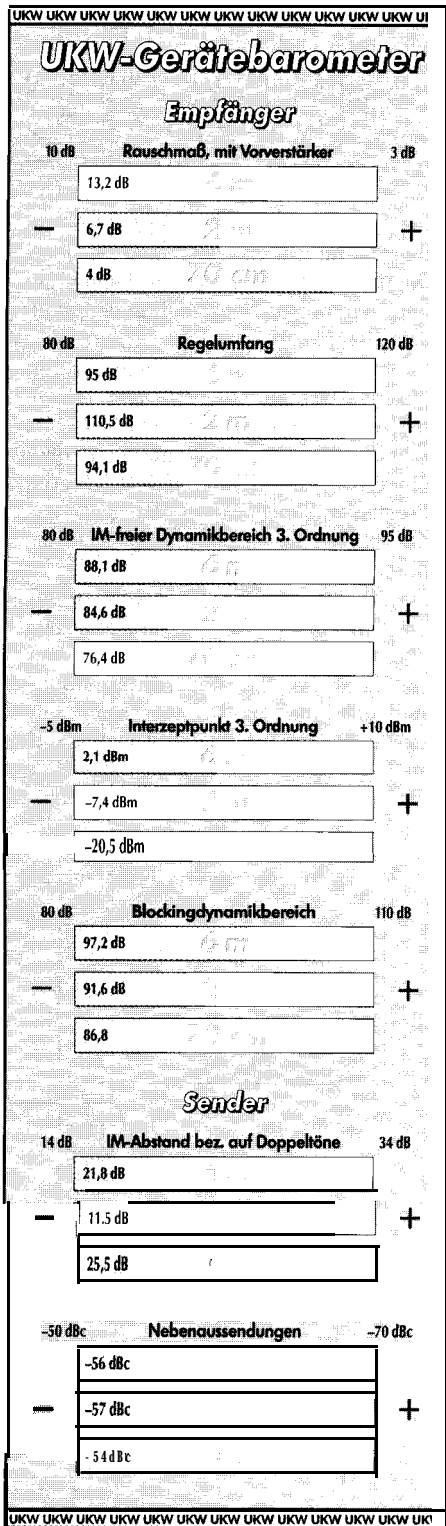 UKW UKW UKW UKW UKW UKW UKW UKW UKW UKW UKW UKW UKW
UKW-Gerätebarometer
Empfänger
10 dB Rauschmaß, mit Vorverstärker 3 dB
13,2 dB
– 6,7 dB 2 m +
4 dB 70 cm
80 dB Regelumfang 120 dB
95 dB
– 110,5 dB 2 m +
94,1 dB
80 dB IM-freier Dynamikbereich 3. Ordnung 95 dB
88,1 dB 6 m
– 84,6 dB +
76,4 dB
–5 dBm Interzeptpunkt 3. Ordnung +10 dBm
2,1 dBm
– –7,4 dBm +
–20,5 dBm
80 dB Blockingdynamikbereich 110 dB
97,2 dB 6 m
– 91,6 dB +
86,8
Sender
14 dB IM-Abstand bez. auf Doppeltöne 34 dB
21,8 dB
– 11.5 dB +
25,5 dB
–50 dBc Nebenaussendungen –70 dBc
–56 dBc
– –57 dBc +
- 54 dBc
UKW UKW UKW UKW UKW UKW UKW UKW UKW UKW UKW UKW UK